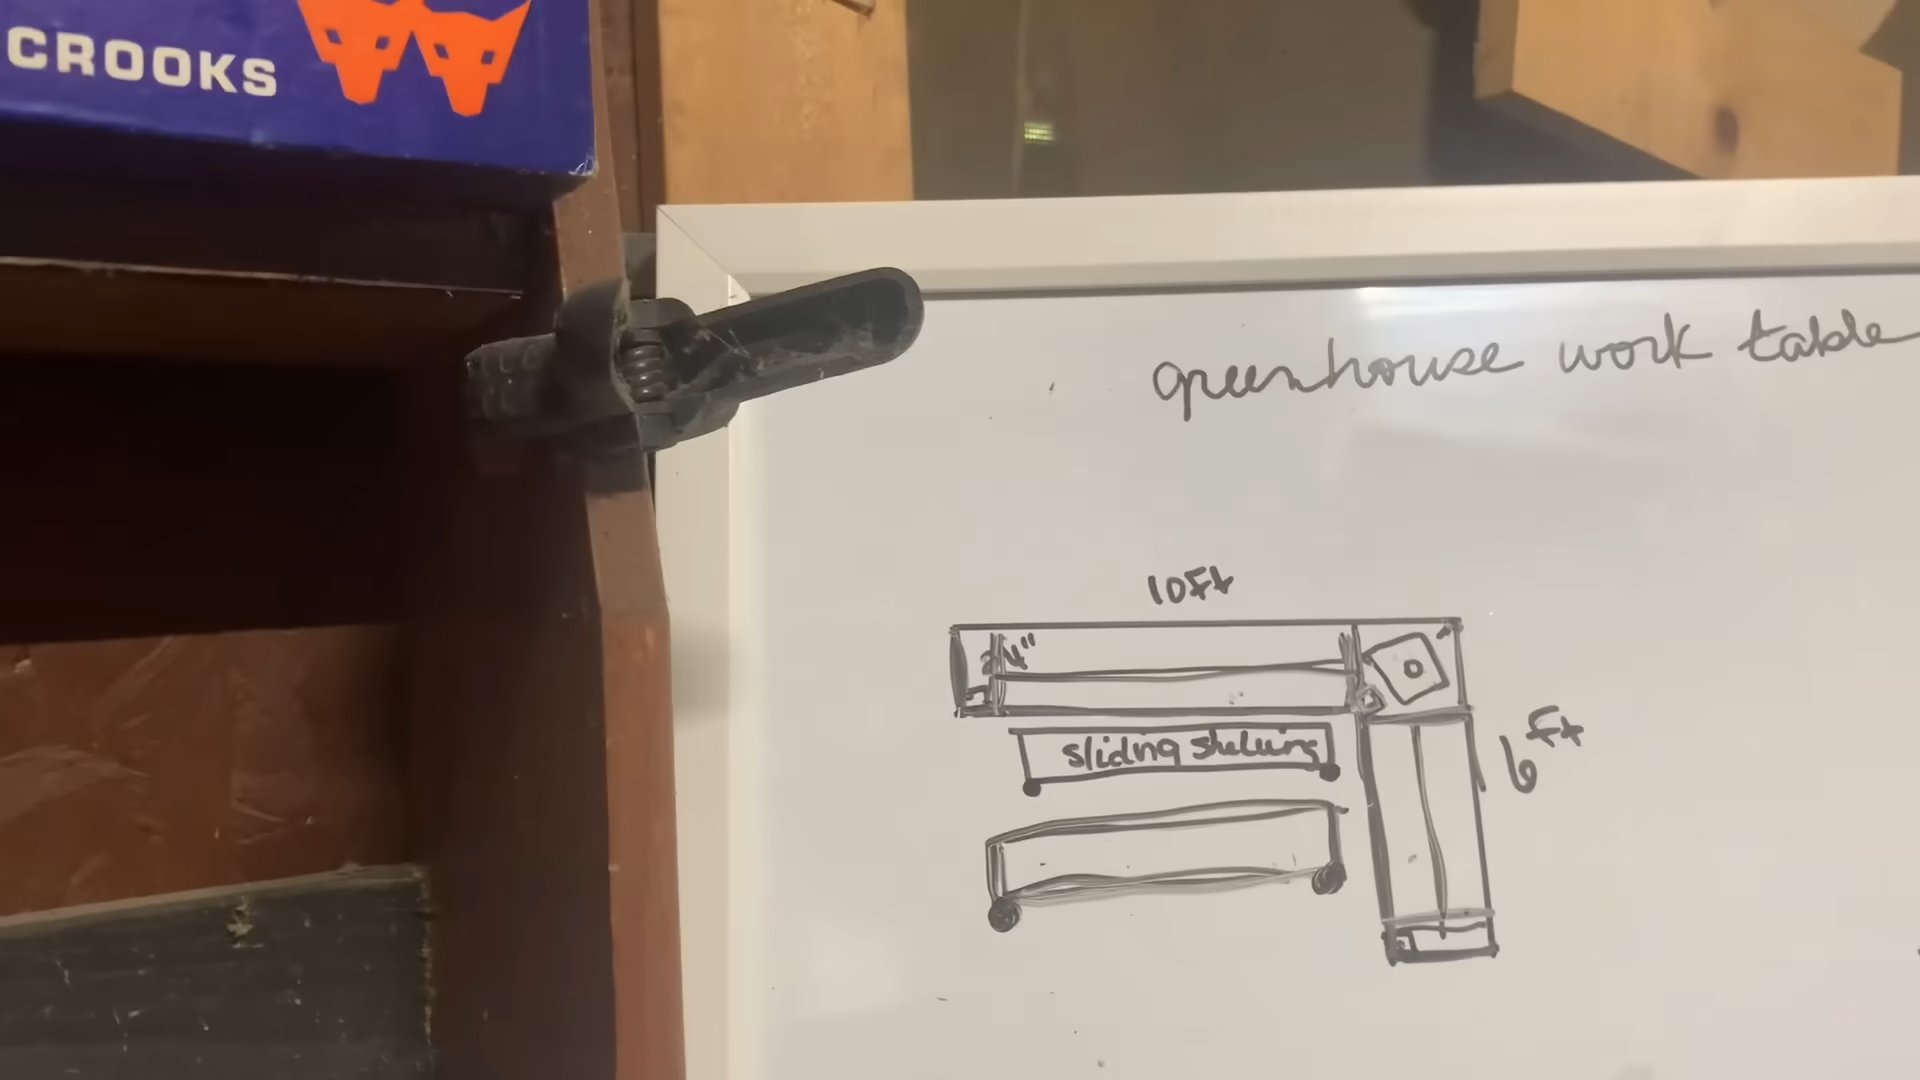 CROOKS
greenhouse work table
10Ft
24"
sliding shelving
6Ft